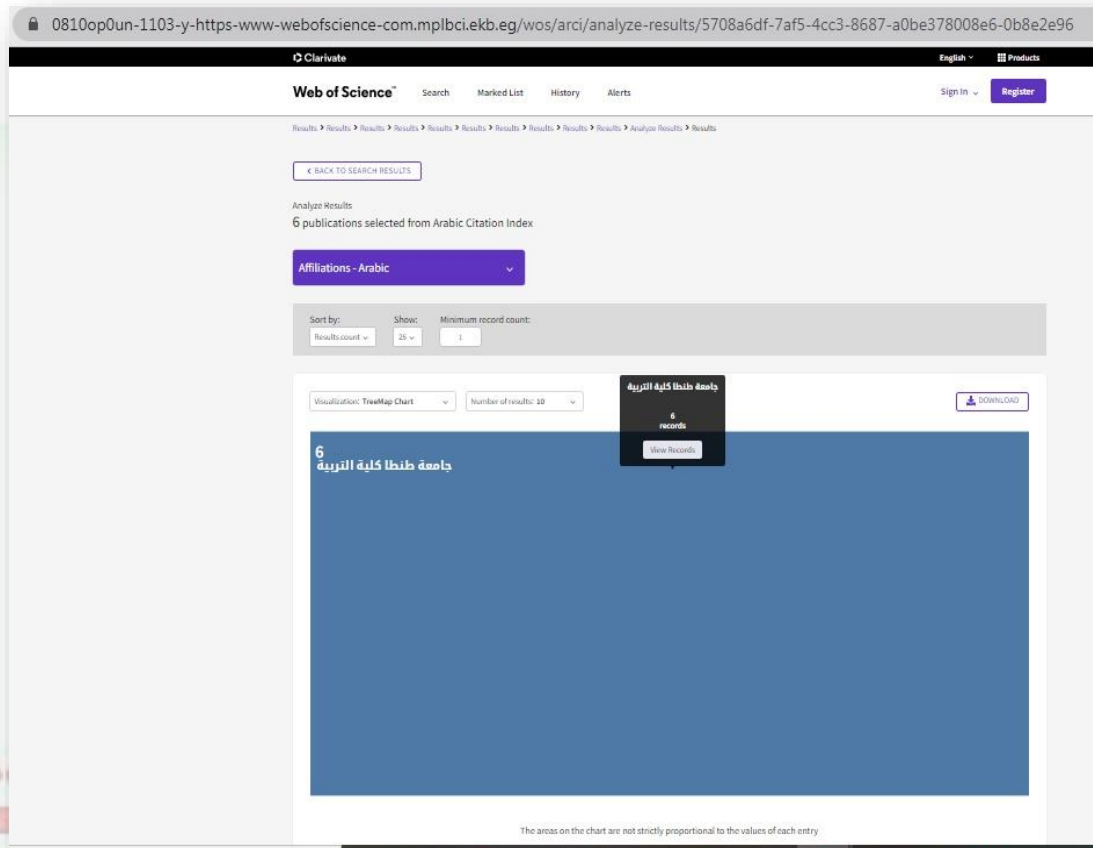 0810op0un-1103-y-https-www-webofscience-com.mplbci.ekb.eg/wos/arci/analyze-results/5708a6df-7af5-4cc3-8687-a0be378008e6-0b8e2e96
Clarivate
English
Products
Web of Science™
Search
Marked List
History
Alerts
Sign In
Register
Results > Results > Results > Results > Results > Results > Results > Results > Results > Results > Analyze Results > Results
< BACK TO SEARCH RESULTS
Analyze Results
6 publications selected from Arabic Citation Index
Affiliations - Arabic
Sort by:
Show:
Minimum record count:
Results count
25
1
Visualization: TreeMap Chart
Number of results: 10
جامعة طنطا كلية التربية
6
records
View Records
DOWNLOAD
6
جامعة طنطا كلية التربية
The areas on the chart are not strictly proportional to the values of each entry